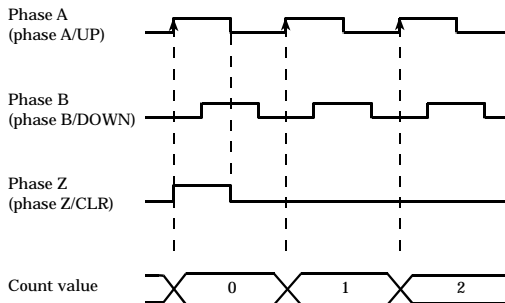 Phase A
(phase A/UP)
Phase B
(phase B/DOWN)
Phase Z
(phase Z/CLR)
Count value
0
1
2